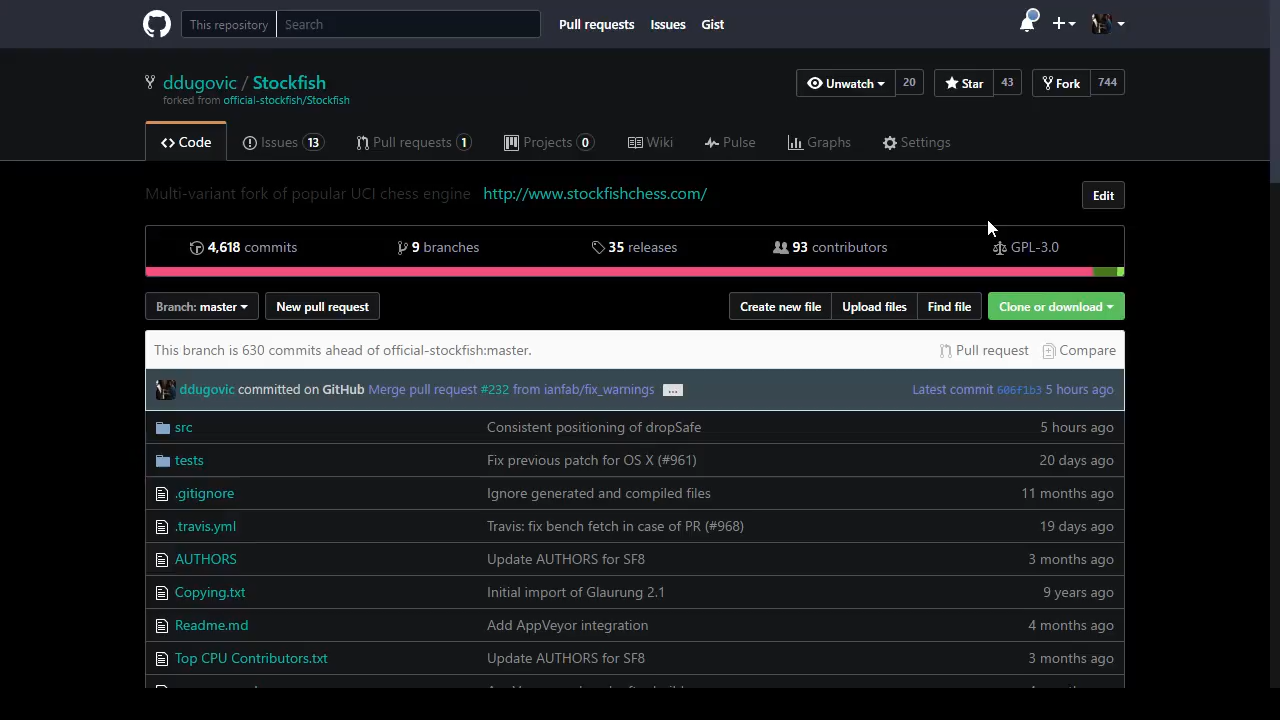 This repository Search Pull requests Issues Gist
ddugovic / Stockfish Unwatch 20 Star 43 Fork 744
forked from official-stockfish/Stockfish
Code Issues 13 Pull requests 1 Projects 0 Wiki Pulse Graphs Settings
Multi-variant fork of popular UCI chess engine http://www.stockfishchess.com/ Edit
4,618 commits 9 branches 35 releases 93 contributors GPL-3.0
Branch: master New pull request Create new file Upload files Find file Clone or download
This branch is 630 commits ahead of official-stockfish:master. Pull request Compare
ddugovic committed on GitHub Merge pull request #232 from ianfab/fix_warnings ... Latest commit 606f1b3 5 hours ago
src Consistent positioning of dropSafe 5 hours ago
tests Fix previous patch for OS X (#961) 20 days ago
.gitignore Ignore generated and compiled files 11 months ago
.travis.yml Travis: fix bench fetch in case of PR (#968) 19 days ago
AUTHORS Update AUTHORS for SF8 3 months ago
Copying.txt Initial import of Glaurung 2.1 9 years ago
Readme.md Add AppVeyor integration 4 months ago
Top CPU Contributors.txt Update AUTHORS for SF8 3 months ago